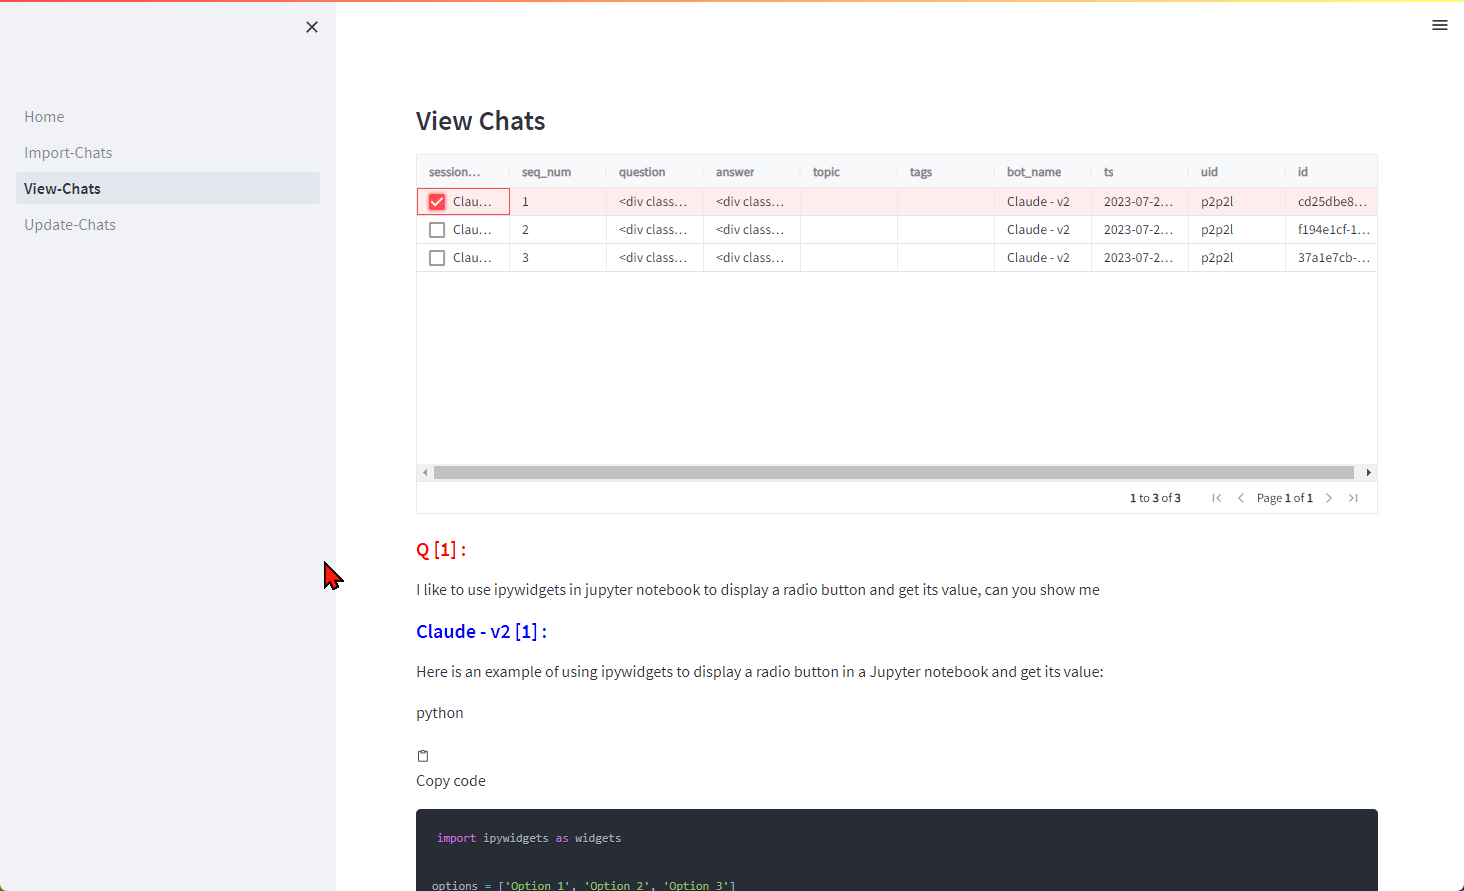 Home
Import-Chats
View-Chats
Update-Chats
View Chats
session... seq_num question answer topic tags bot_name ts uid id
Clau... 1 <div class... <div class... Claude - v2 2023-07-2... p2p2l cd25dbe8...
Clau... 2 <div class... <div class... Claude - v2 2023-07-2... p2p2l f194e1cf-1...
Clau... 3 <div class... <div class... Claude - v2 2023-07-2... p2p2l 37a1e7cb-...
1 to 3 of 3 Page 1 of 1
Q [1] :
I like to use ipywidgets in jupyter notebook to display a radio button and get its value, can you show me
Claude - v2 [1] :
Here is an example of using ipywidgets to display a radio button in a Jupyter notebook and get its value:
python
Copy code
import ipywidgets as widgets
options = ['Option 1', 'Option 2', 'Option 3']